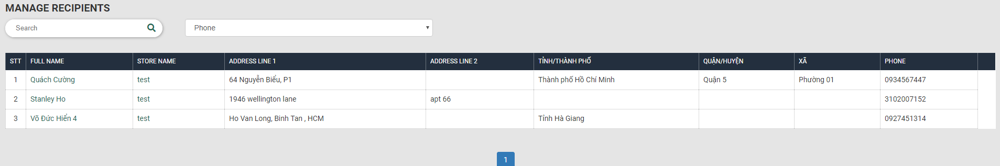 MANAGE RECIPIENTS
Search Phone
STT FULL NAME STORE NAME ADDRESS LINE 1 ADDRESS LINE 2 TỈNH/THÀNH PHỐ QUẬN/HUYỆN XÃ PHONE
1 Quách Cường test 64 Nguyễn Biểu, P1 Thành phố Hồ Chí Minh Quận 5 Phường 01 0934567447
2 Stanley Ho test 1946 wellington lane apt 66 3102007152
3 Võ Đức Hiển 4 test Ho Van Long, Binh Tan , HCM Tỉnh Hà Giang 0927451314
1